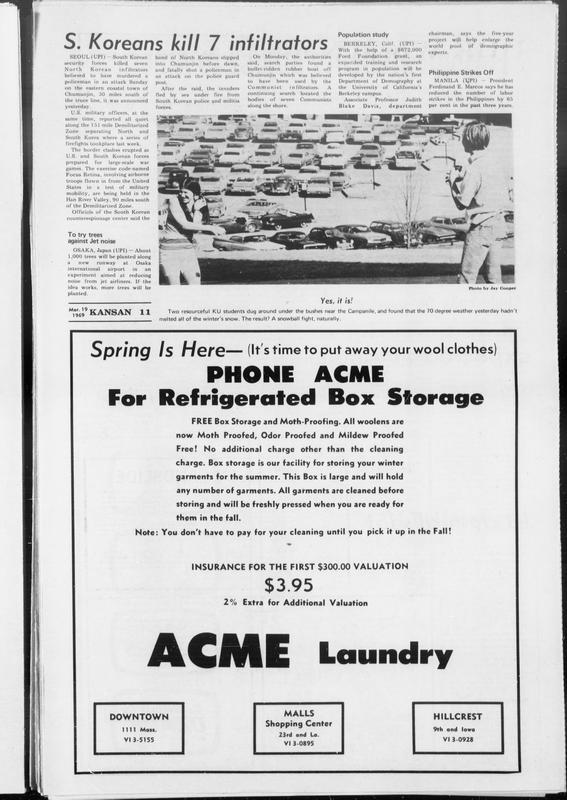 S. Koreans kill 7 infiltrators
SEOUL (UPI) — South Korean
security forces killed seven
North Korean infiltrators
believed to have murdered a
policeman in an attack Sunday
on the eastern coastal town of
Chumunjin, 30 miles south of
the truce line, it was announced
yesterday.
U.S. military officers, at the
same time, reported all quiet
along the 151 mile Demilitarized
Zone separating North and
South Korea where a series of
firefights took place last week.
The border clashes erupted as
U.S. and South Korean forces
prepared for large-scale war
games. The exercise code-named
Focus Retina, involving airborne
troops flown in from the United
States in a test of military
mobility, are being held in the
Han River Valley, 90 miles south
of the Demilitarized Zone.
Officials of the South Korean
counterespionage center said the
band of North Koreans slipped
into Chumunjin before dawn,
and fatally shot a policeman in
an attack on the police guard
post.
After the raid, the invaders
fled by sea under fire from
South Korean police and militia
forces.
On Monday, the authorities
said, search parties found a
bullet-ridden rubber boat off
Chumunjin which was believed
to have been used by the
Communist infiltrators. A
continuing search located the
bodies of seven Communists
along the shore.
Population study
BERKELEY, Calif. (UPI) —
With the help of a $672,000
Ford Foundation grant, an
expanded training and research
program in population will be
developed by the nation's first
Department of Demography at
the University of California's
Berkeley campus.
Associate Professor Judith
Blake Davis, department
chairman, says the five-year
project will help enlarge the
world pool of demographic
experts.
Philippine Strikes Off
MANILA (UPI) — President
Ferdinand E. Marcos says he has
reduced the number of labor
strikes in the Philippines by 65
per cent in the past three years.
To try trees
against Jet noise
OSAKA, Japan (UPI) — About
1,000 trees will be planted along
a new runway at Osaka
international airport in an
experiment aimed at reducing
noise from jet airliners. If the
idea works, more trees will be
planted.
Photo by Jay Cooper
Yes, it is!
Two resourceful KU students dug around under the bushes near the Campanile, and found that the 70 degree weather yesterday hadn't
melted all of the winter's snow. The result? A snowball fight, naturally.
Mar. 19
1969 KANSAN 11
Spring Is Here— (It's time to put away your wool clothes)
PHONE ACME
For Refrigerated Box Storage
FREE Box Storage and Moth-Proofing. All woolens are
now Moth Proofed, Odor Proofed and Mildew Proofed
Free! No additional charge other than the cleaning
charge. Box storage is our facility for storing your winter
garments for the summer. This Box is large and will hold
any number of garments. All garments are cleaned before
storing and will be freshly pressed when you are ready for
them in the fall.
Note: You don't have to pay for your cleaning until you pick it up in the Fall!
INSURANCE FOR THE FIRST $300.00 VALUATION
$3.95
2% Extra for Additional Valuation
ACME Laundry
DOWNTOWN
1111 Mass.
VI 3-5155
MALLS
Shopping Center
23rd and La.
VI 3-0895
HILLCREST
9th and Iowa
VI 3-0928